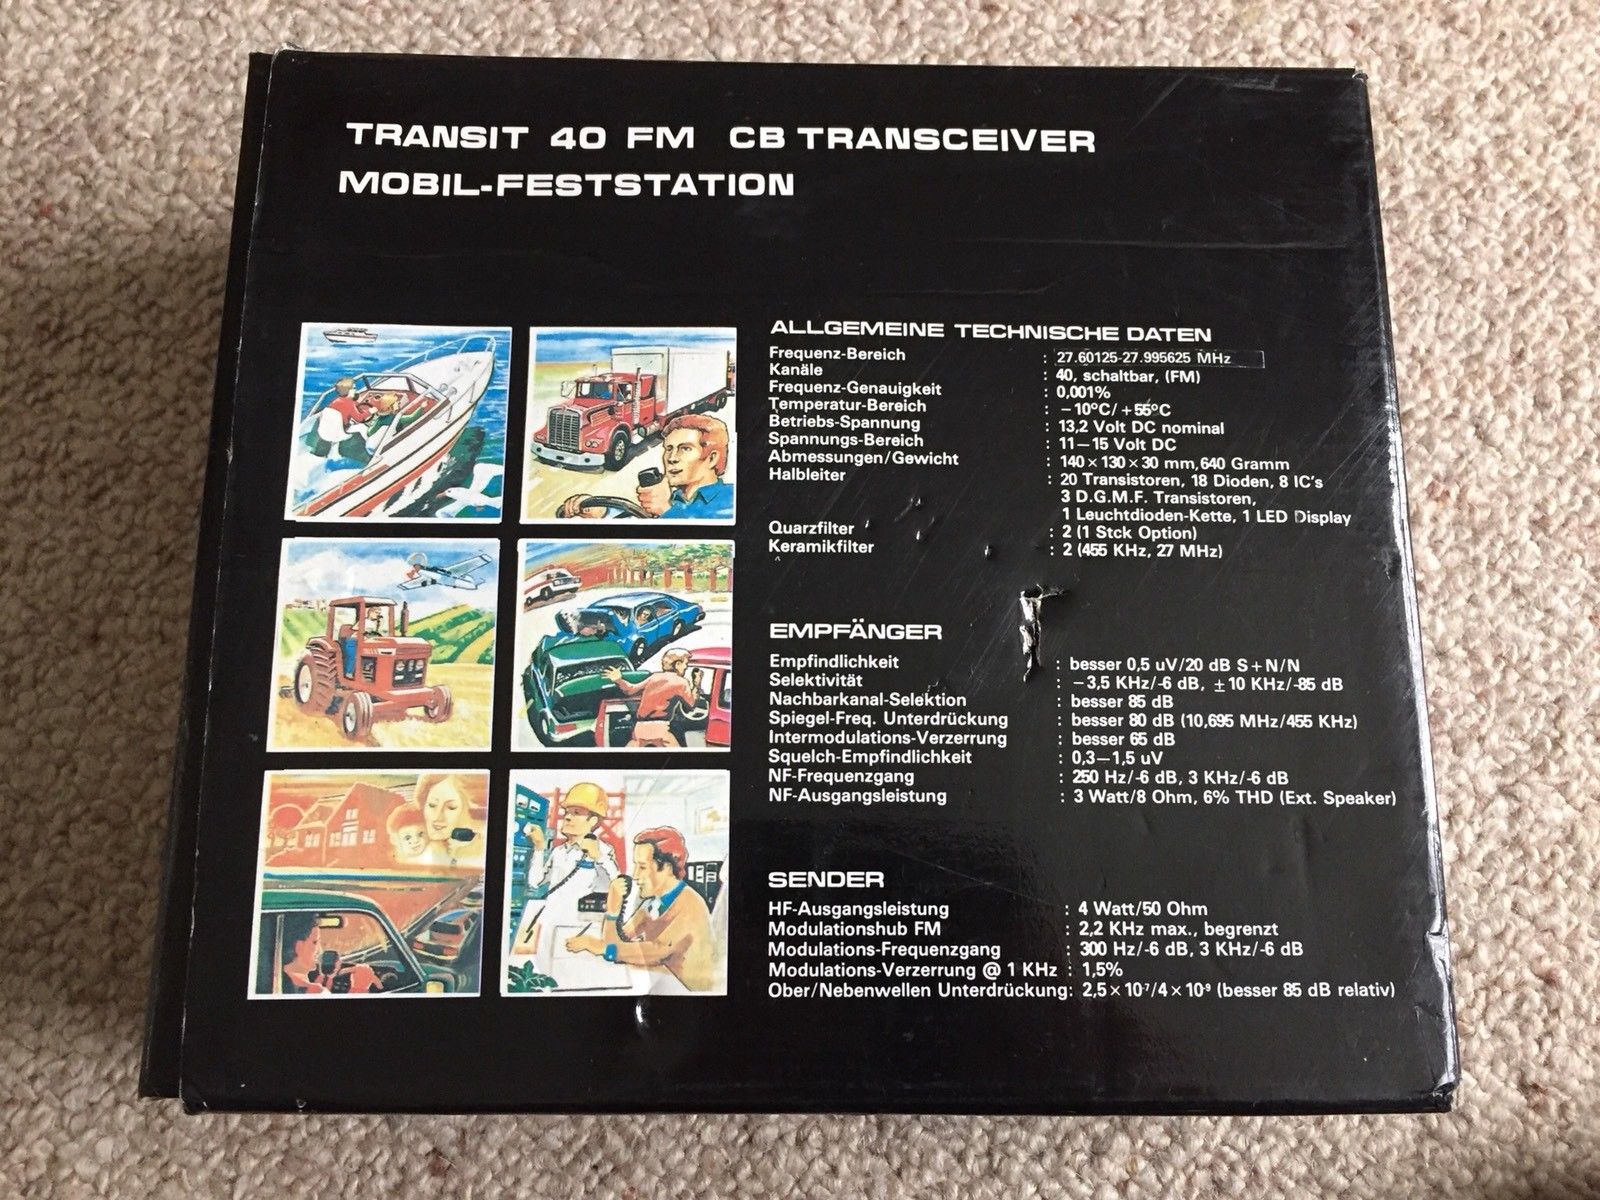 TRANSIT 40 FM CB TRANSCEIVER
MOBIL-FESTSTATION
ALLGEMEINE TECHNISCHE DATEN
Frequenz-Bereich : 27.60125-27.995625 MHz
Kanäle : 40, schaltbar, (FM)
Frequenz-Genauigkeit : 0,001%
Temperatur-Bereich : −10°C/+55°C
Betriebs-Spannung : 13,2 Volt DC nominal
Spannungs-Bereich : 11−15 Volt DC
Abmessungen/Gewicht : 140×130×30 mm, 640 Gramm
Halbleiter : 20 Transistoren, 18 Dioden, 8 IC's
3 D.G.M.F. Transistoren,
1 Leuchtdioden-Kette, 1 LED Display
Quarzfilter : 2 (1 Stck Option)
Keramikfilter : 2 (455 KHz, 27 MHz)
EMPFÄNGER
Empfindlichkeit : besser 0,5 uV/20 dB S+N/N
Selektivität : −3,5 KHz/-6 dB, ±10 KHz/-85 dB
Nachbarkanal-Selektion : besser 85 dB
Spiegel-Freq. Unterdrückung : besser 80 dB (10,695 MHz/455 KHz)
Intermodulations-Verzerrung : besser 65 dB
Squelch-Empfindlichkeit : 0,3−1,5 uV
NF-Frequenzgang : 250 Hz/-6 dB, 3 KHz/-6 dB
NF-Ausgangsleistung : 3 Watt/8 Ohm, 6% THD (Ext. Speaker)
SENDER
HF-Ausgangsleistung : 4 Watt/50 Ohm
Modulationshub FM : 2,2 KHz max., begrenzt
Modulations-Frequenzgang : 300 Hz/-6 dB, 3 KHz/-6 dB
Modulations-Verzerrung @ 1 KHz : 1,5%
Ober/Nebenwellen Unterdrückung: 2,5×10⁻⁷/4×10⁻⁹ (besser 85 dB relativ)